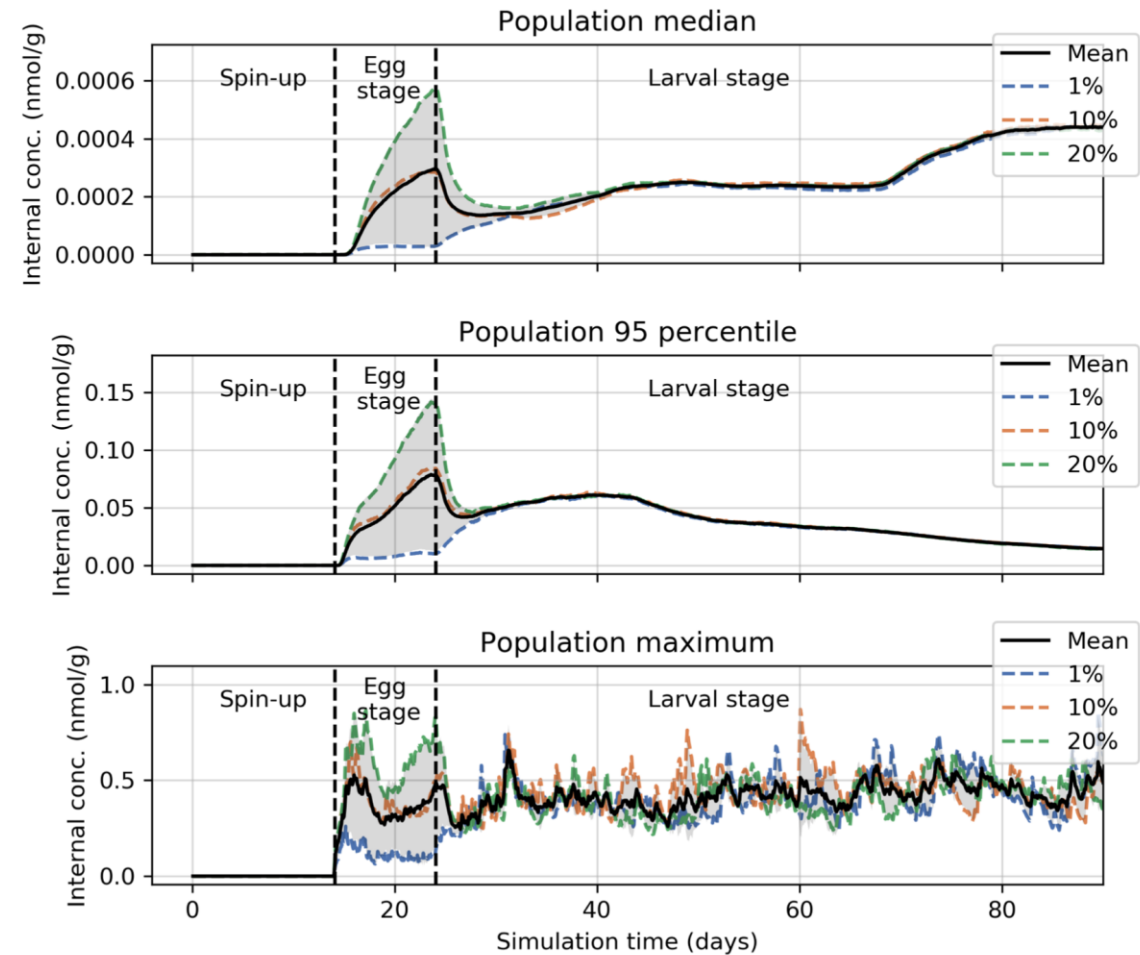 Population median
Internal conc. (nmol/g)
0.0006
0.0004
0.0002
0.0000
Spin-up
Egg
stage
Larval stage
Mean
1%
10%
20%
Population 95 percentile
Internal conc. (nmol/g)
0.15
0.10
0.05
0.00
Spin-up
Egg
stage
Larval stage
Mean
1%
10%
20%
Population maximum
Internal conc. (nmol/g)
1.0
0.5
0.0
Spin-up
Egg
stage
Larval stage
Mean
1%
10%
20%
0 20 40 60 80
Simulation time (days)